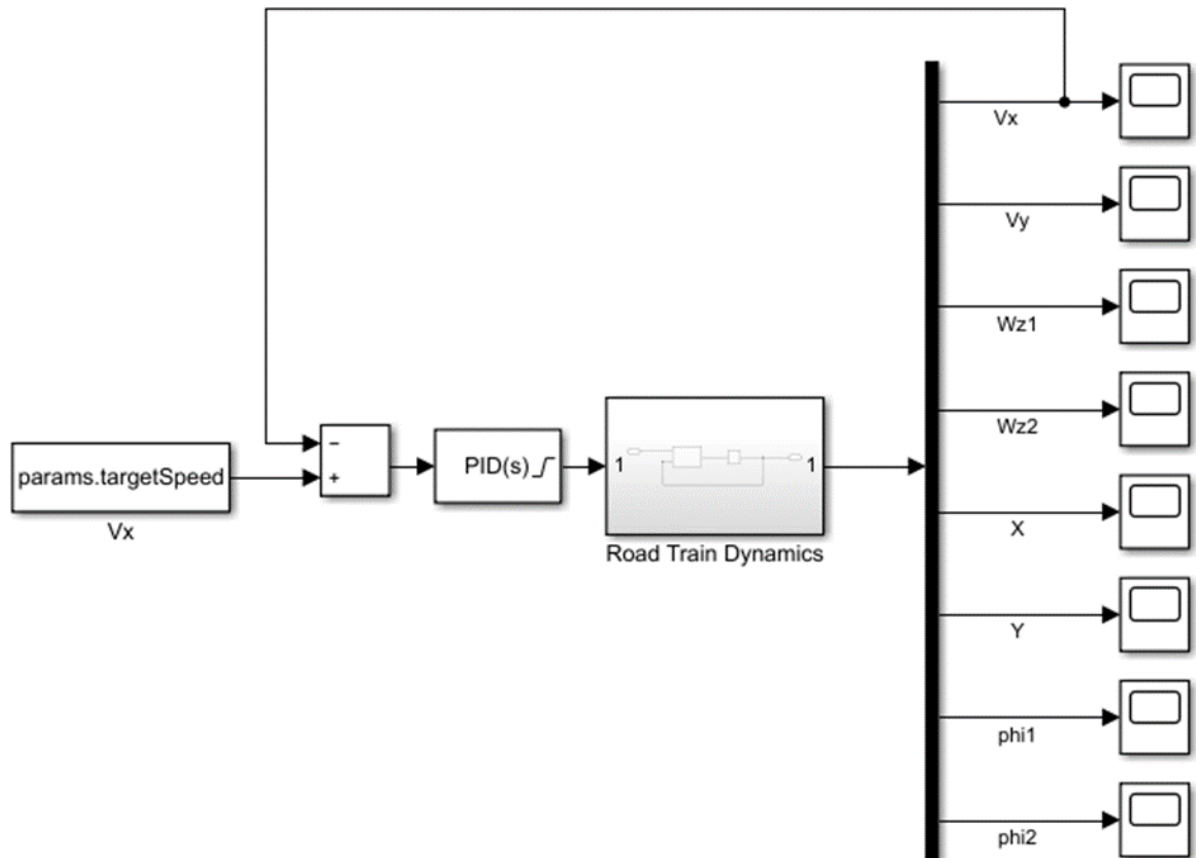 Vx
Vy
Wz1
Wz2
−
params.targetSpeed
+
PID(s)
1
1
Vx
Road Train Dynamics
X
Y
phi1
phi2